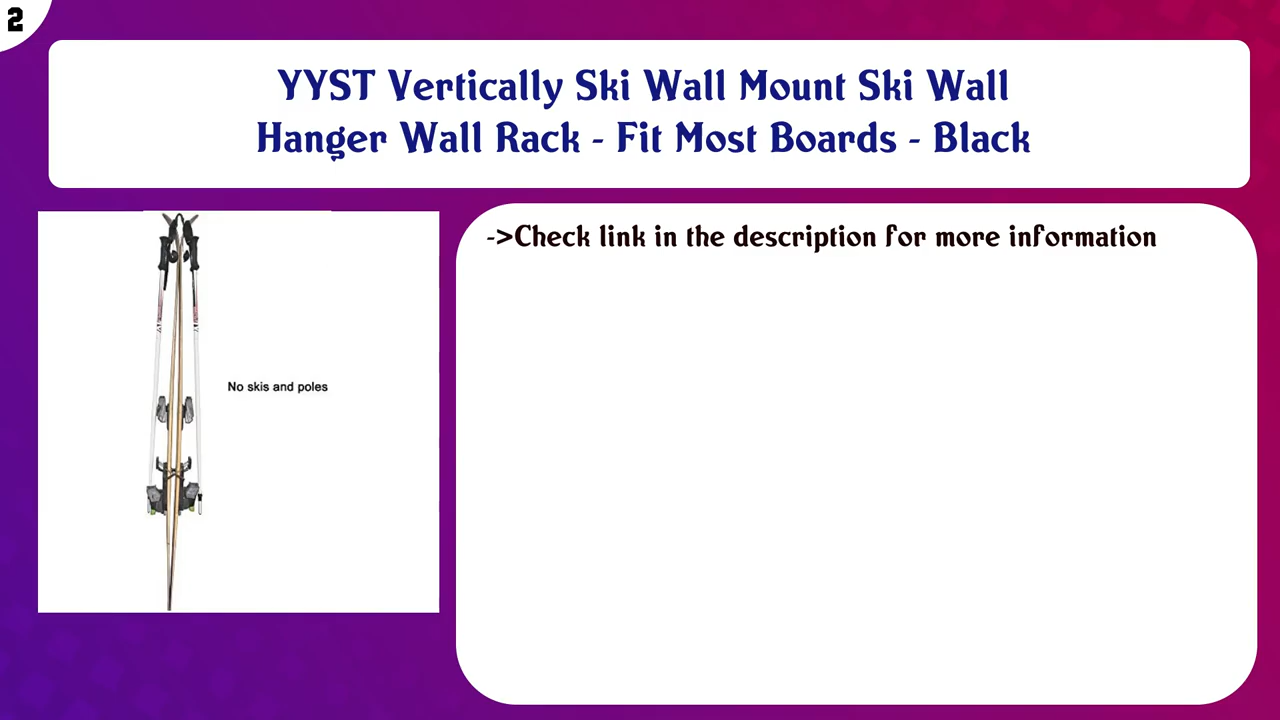 2
YYST Vertically Ski Wall Mount Ski Wall
Hanger Wall Rack - Fit Most Boards - Black
No skis and poles
->Check link in the description for more information